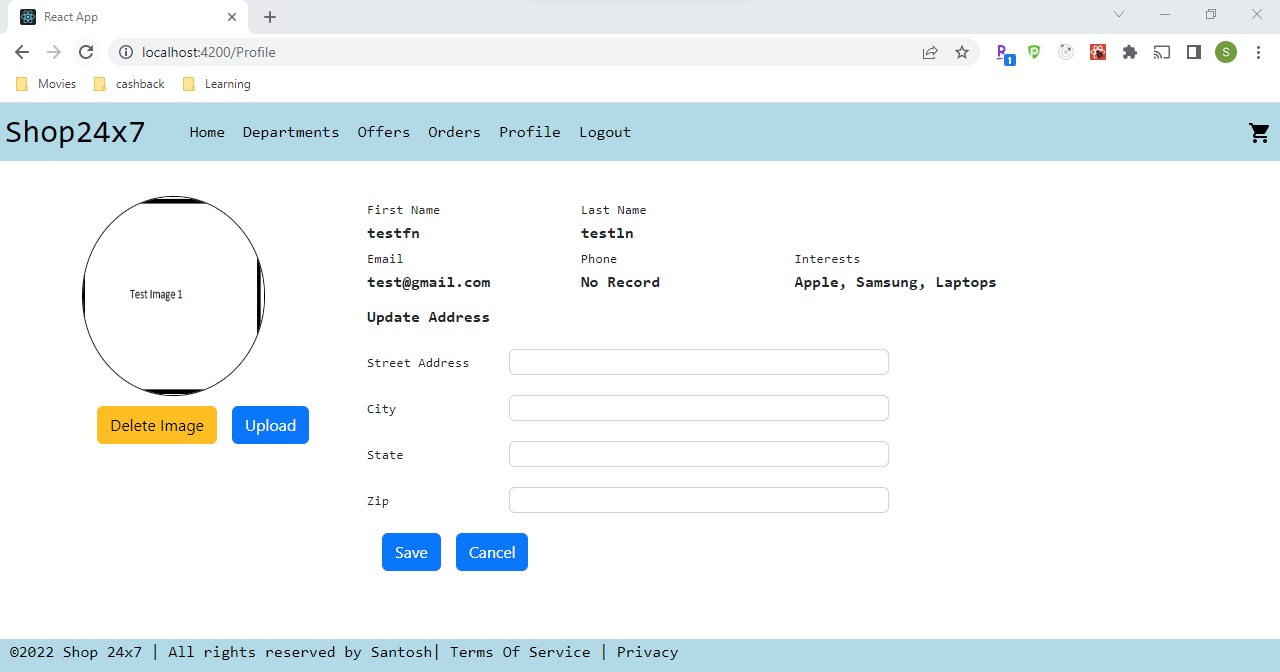 React App
localhost:4200/Profile
1
S
Movies cashback Learning
Shop24x7 Home Departments Offers Orders Profile Logout
Test Image 1
Delete Image Upload
First Name Last Name
testfn testln
Email Phone Interests
test@gmail.com No Record Apple, Samsung, Laptops
Update Address
Street Address
City
State
Zip
Save Cancel
©2022 Shop 24x7 | All rights reserved by Santosh| Terms Of Service | Privacy